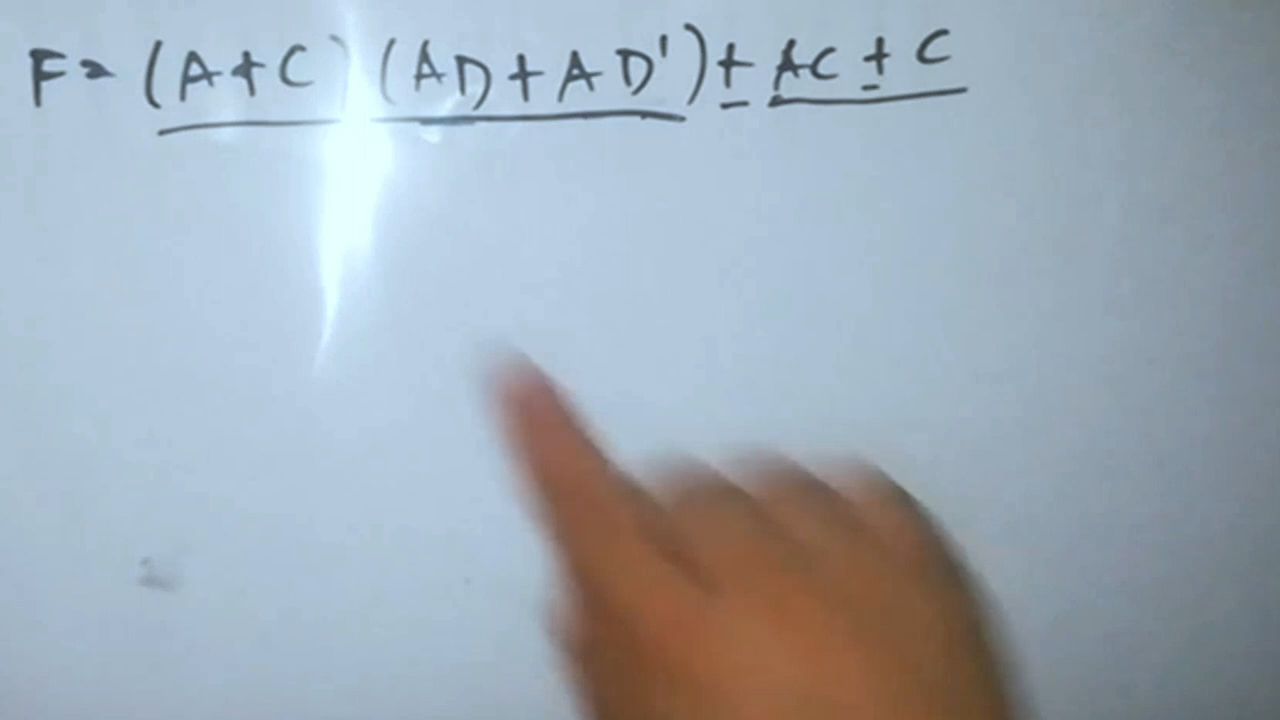 F = (A+C) (AD+AD')+ AC + C